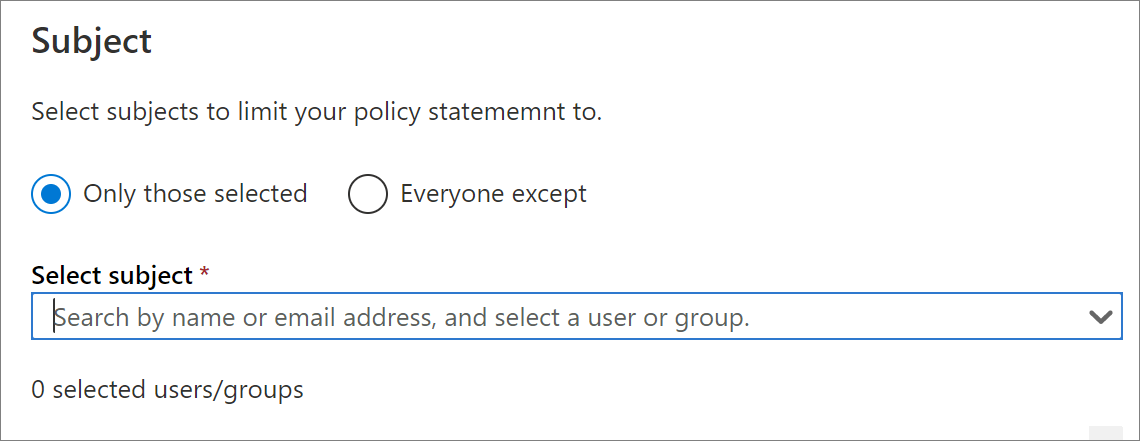 Subject
Select subjects to limit your policy statememnt to.
Only those selected Everyone except
Select subject *
Search by name or email address, and select a user or group.
0 selected users/groups